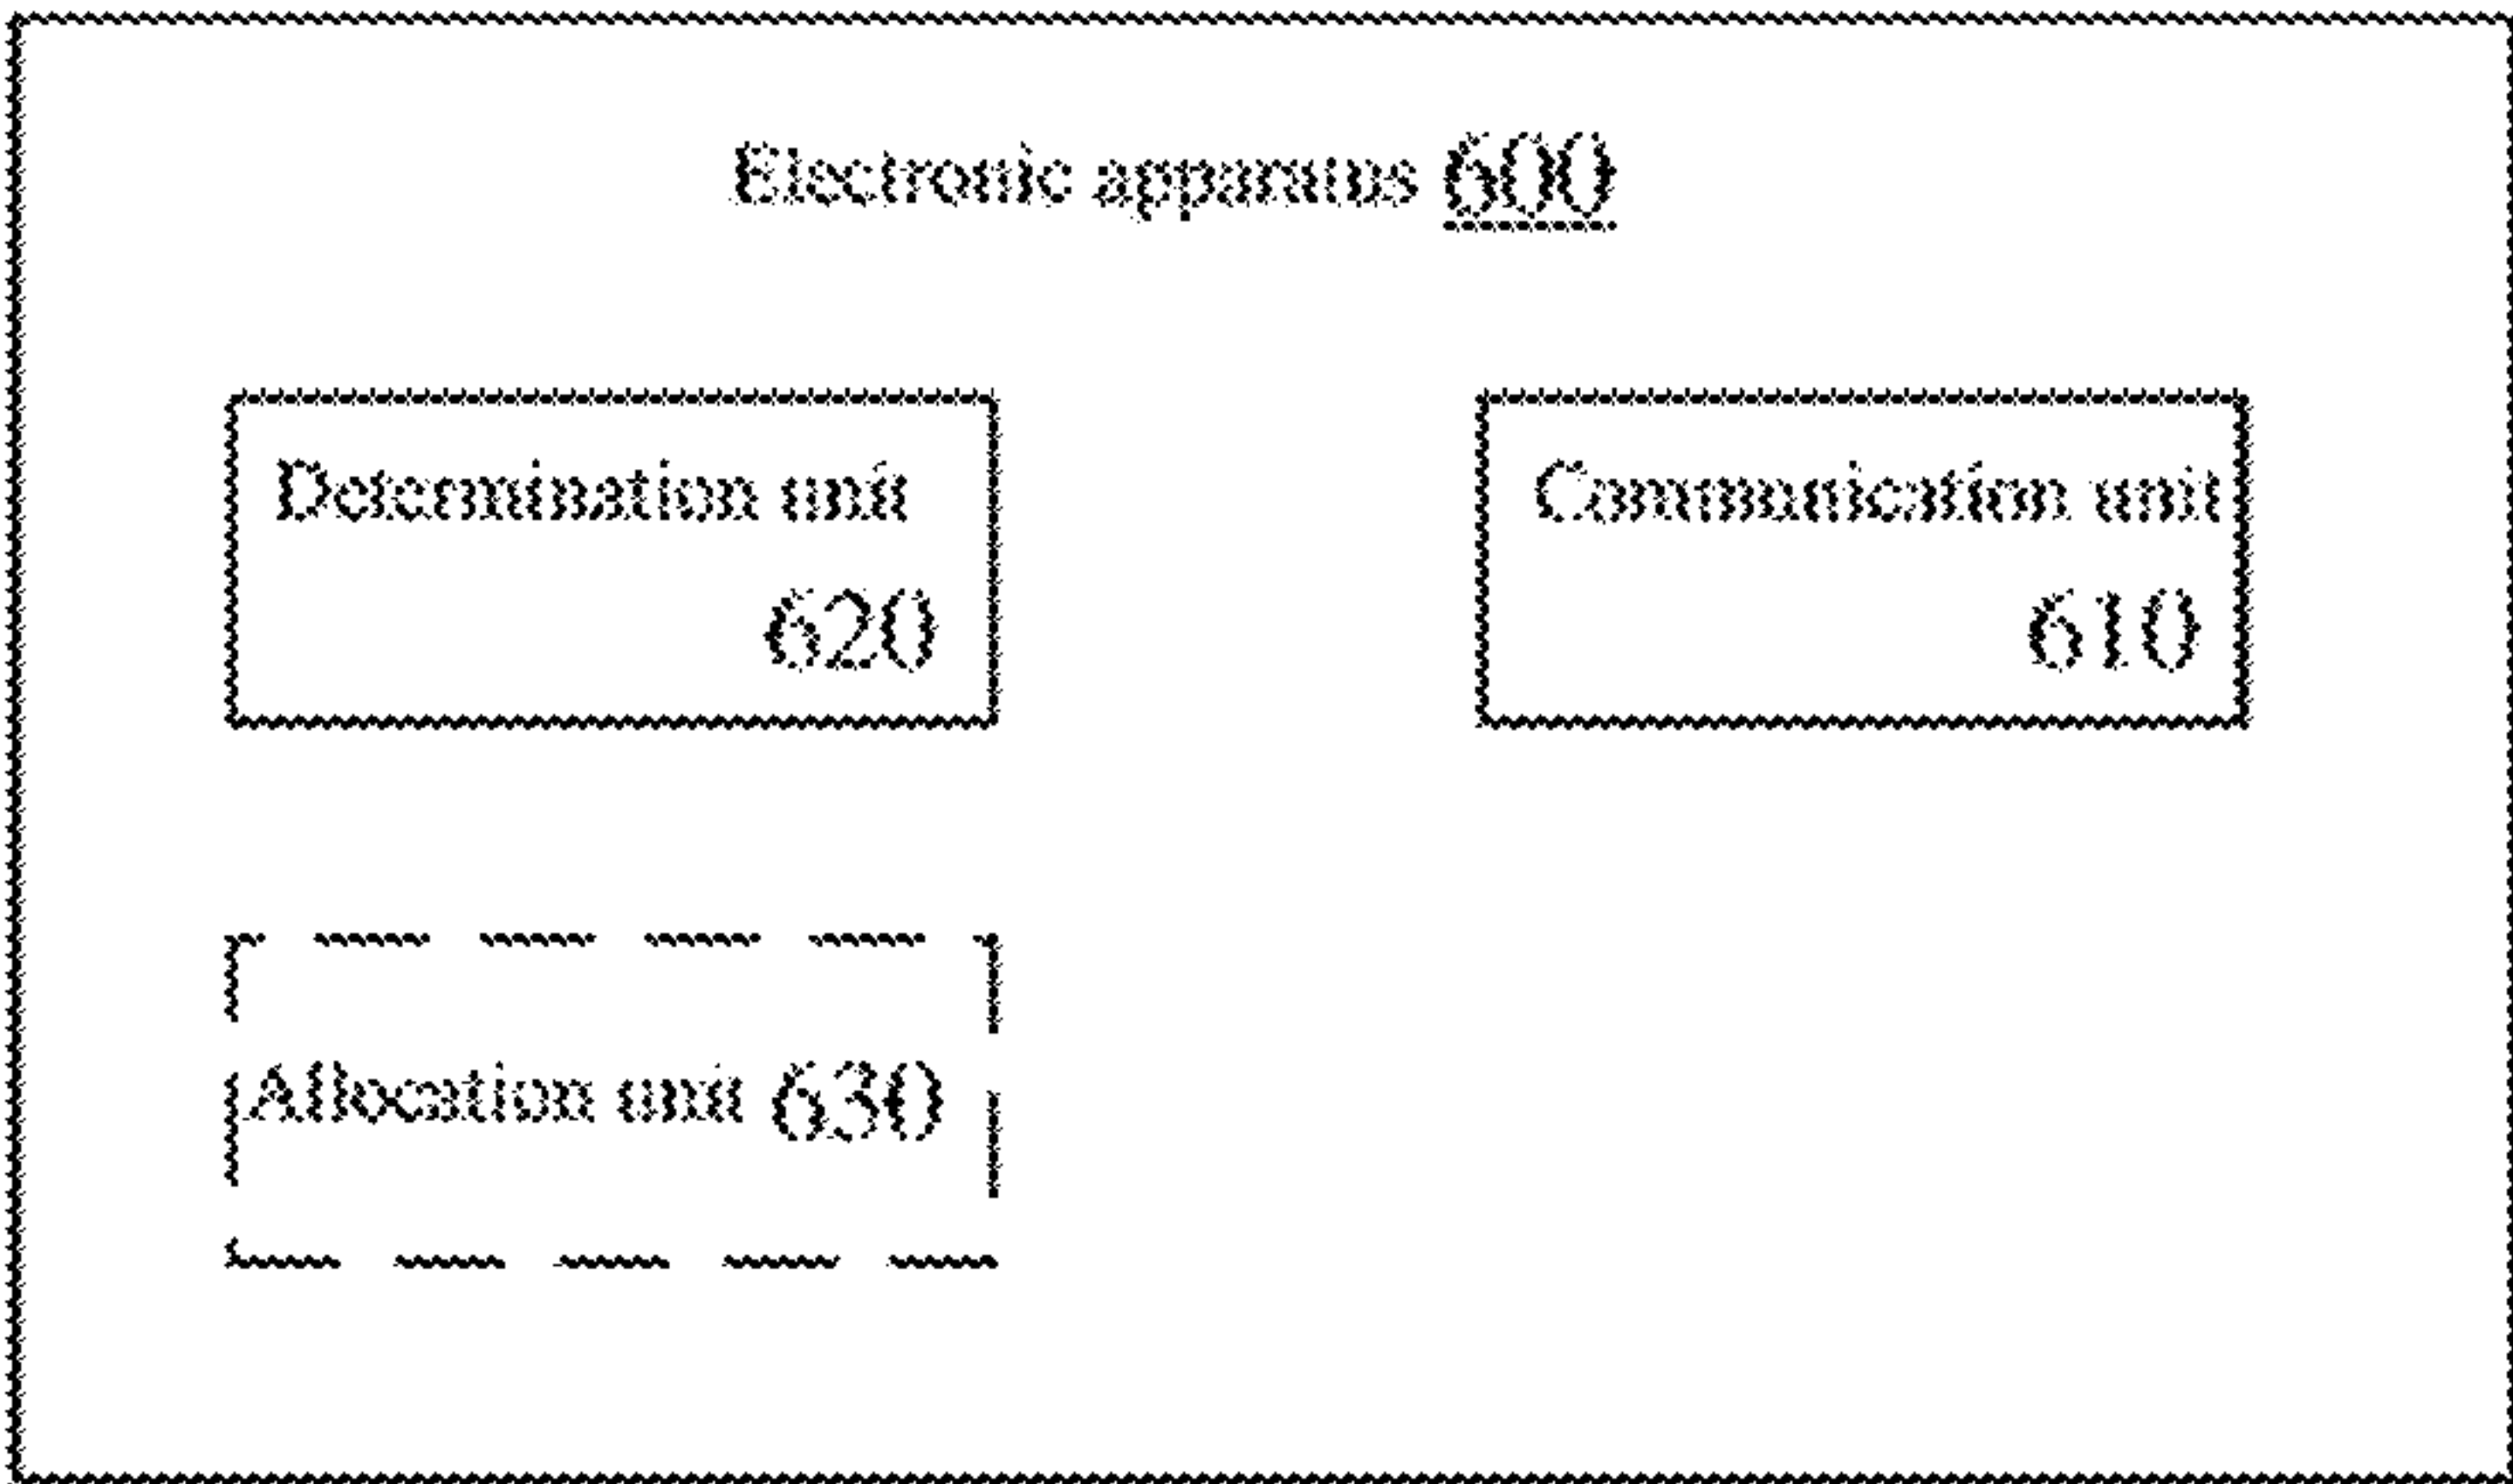 Electronic apparatus 600
Determination unit
620
Communication unit
610
Allocation unit 630